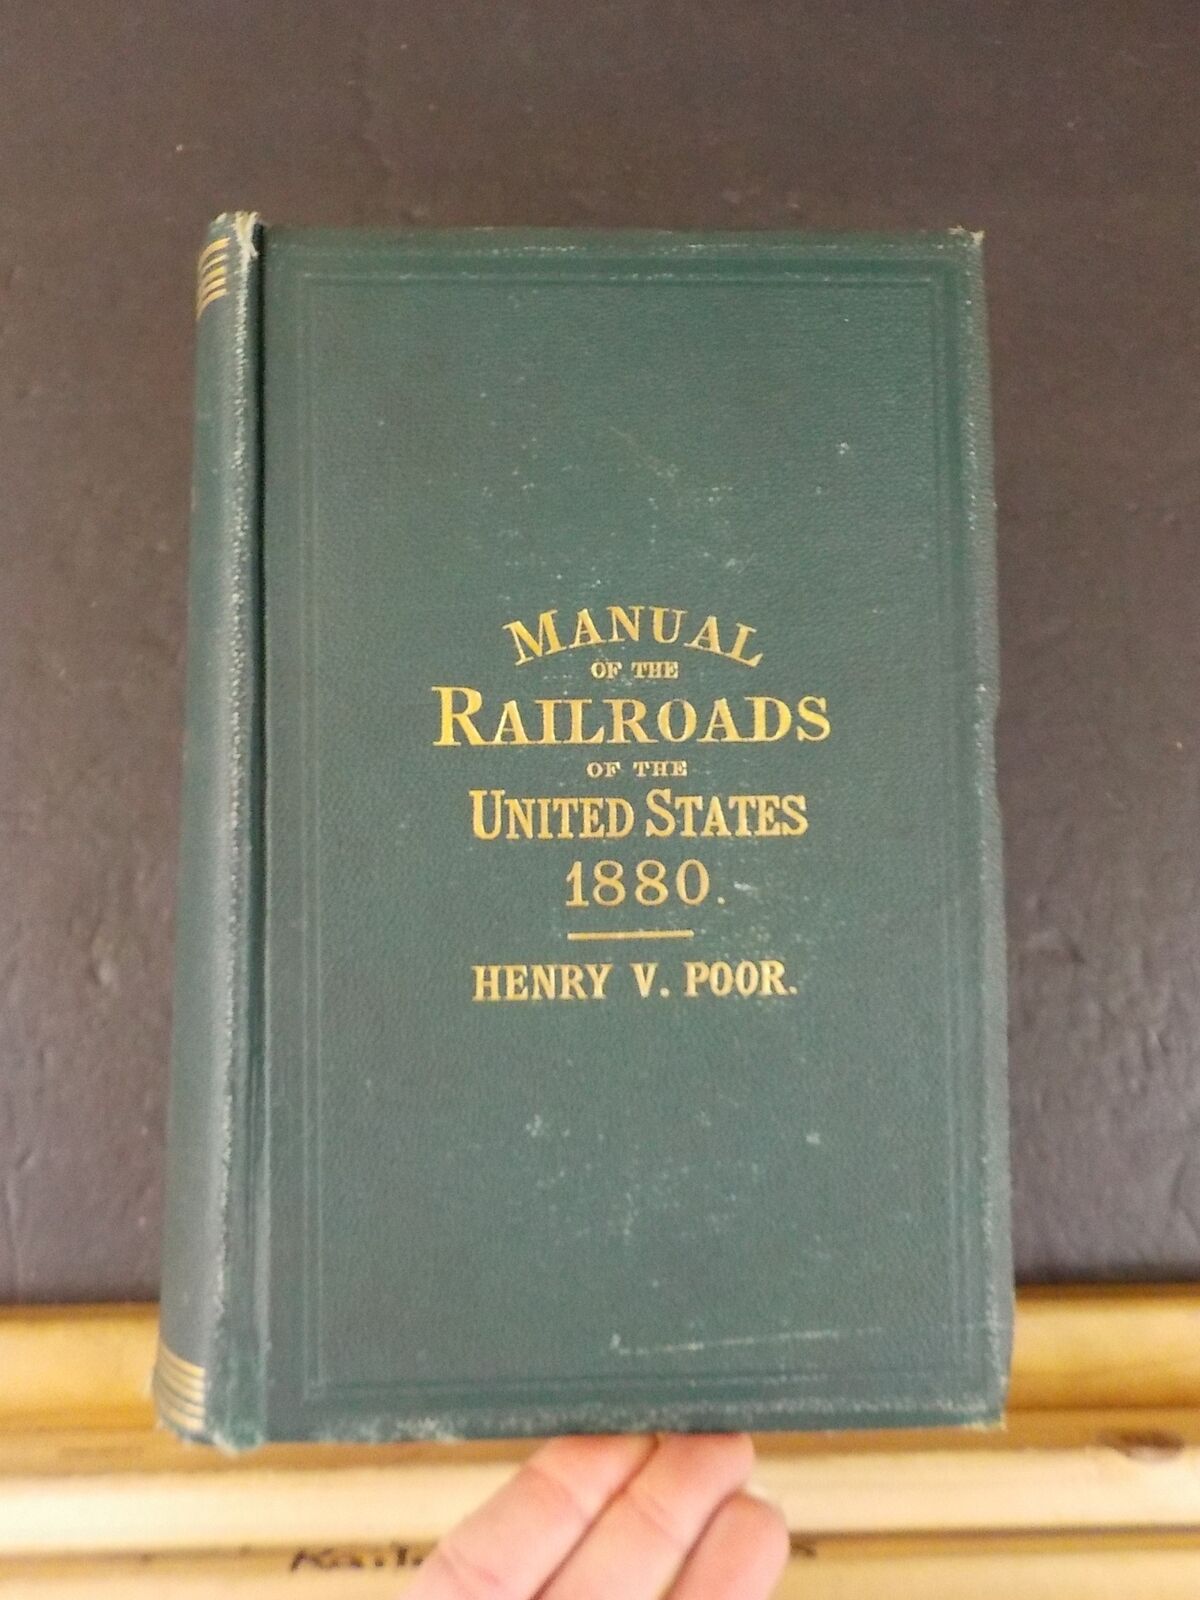 MANUAL
OF THE
RAILROADS
OF THE
UNITED STATES
1880.
HENRY V. POOR.